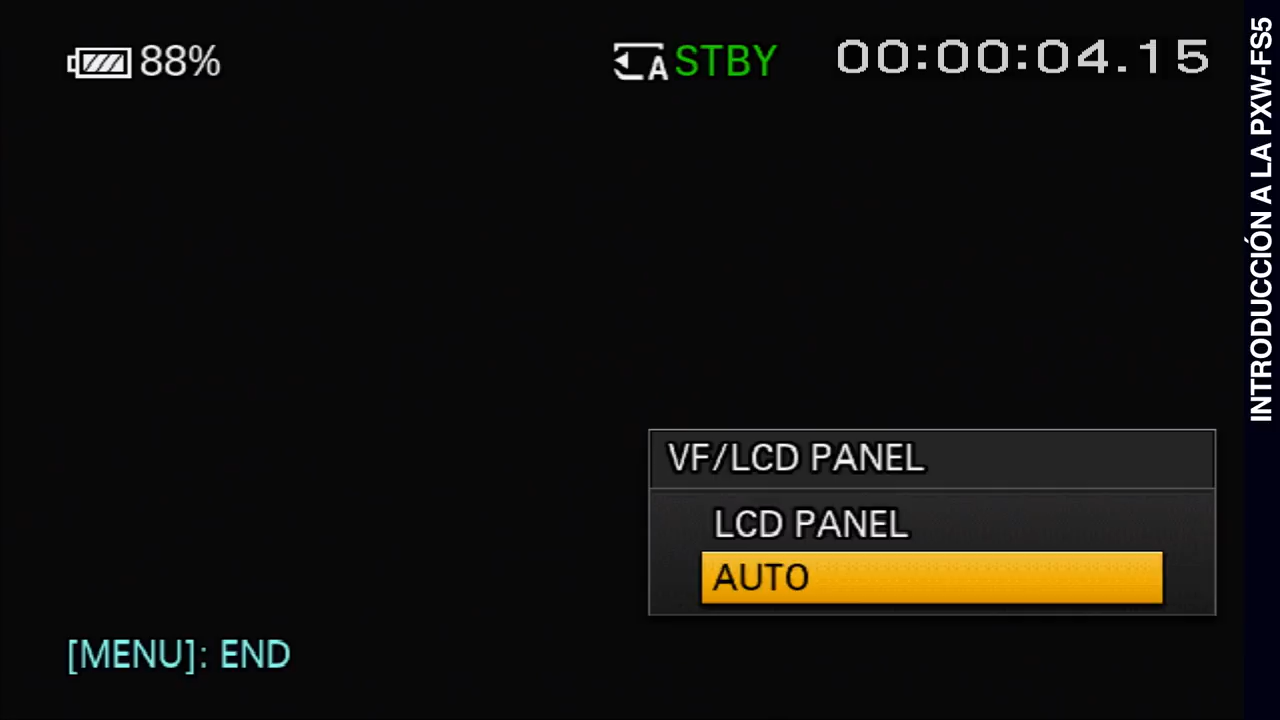 88%
A STBY 00:00:04.15
INTRODUCCIÓN A LA PXW-FS5
VF/LCD PANEL
LCD PANEL
AUTO
[MENU]: END